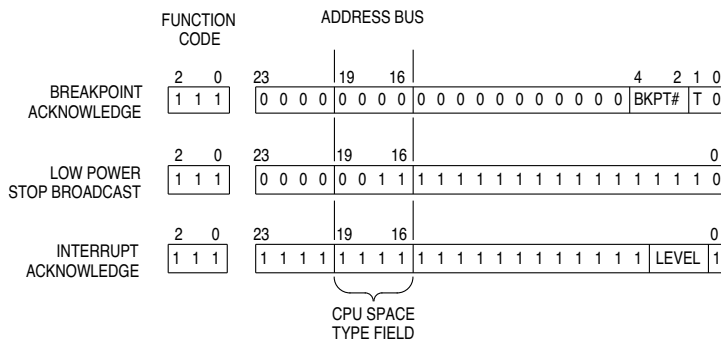 FUNCTION
CODE
ADDRESS BUS
2 0 23 19 16 4 2 1 0
BREAKPOINT
ACKNOWLEDGE
1 1 1 0 0 0 0 0 0 0 0 0 0 0 0 0 0 0 0 0 0 0 BKPT# T 0
2 0 23 19 16 0
LOW POWER
STOP BROADCAST
1 1 1 0 0 0 0 0 0 1 1 1 1 1 1 1 1 1 1 1 1 1 1 1 1 1 0
2 0 23 19 16 0
INTERRUPT
ACKNOWLEDGE
1 1 1 1 1 1 1 1 1 1 1 1 1 1 1 1 1 1 1 1 1 1 1 LEVEL 1
CPU SPACE
TYPE FIELD